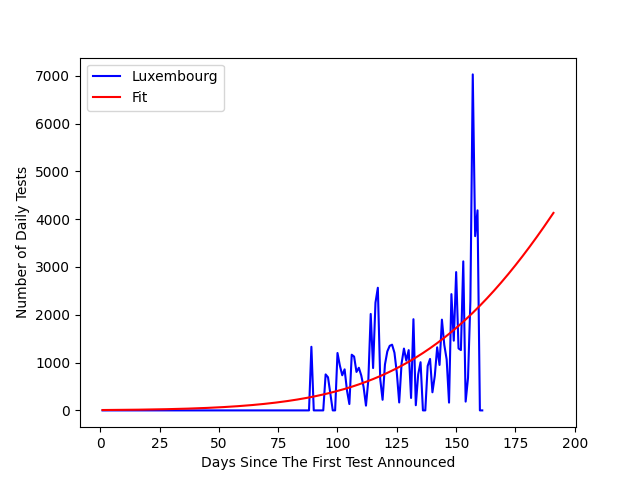 Luxembourg
Fit
7000
6000
5000
4000
3000
2000
1000
0
Number of Daily Tests
0 25 50 75 100 125 150 175 200
Days Since The First Test Announced